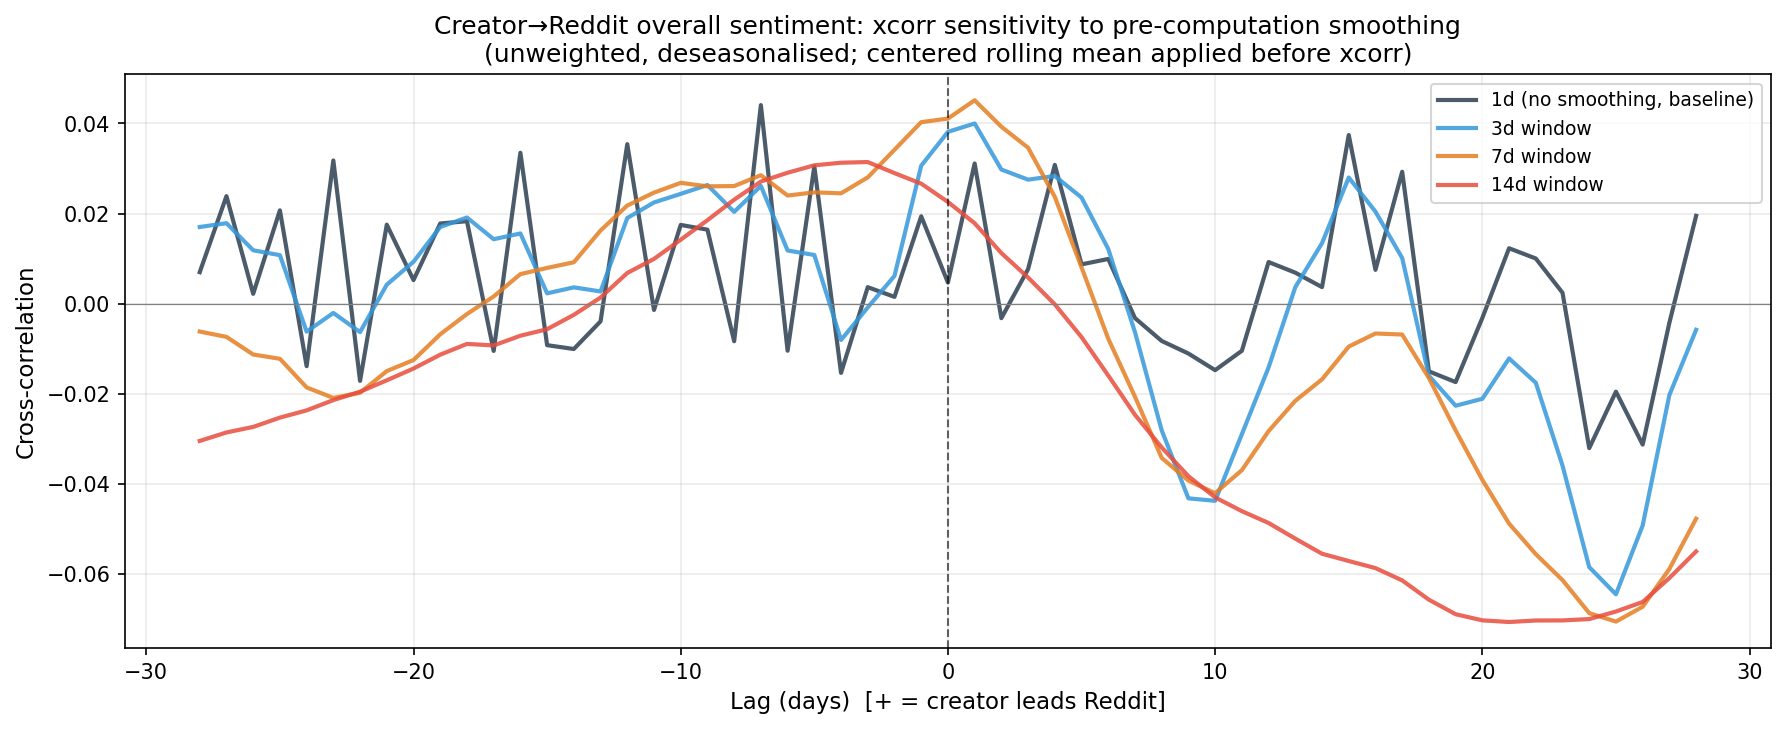 Creator→Reddit overall sentiment: xcorr sensitivity to pre-computation smoothing
(unweighted, deseasonalised; centered rolling mean applied before xcorr)
1d (no smoothing, baseline)
3d window
7d window
14d window
Cross-correlation
0.04
0.02
0.00
−0.02
−0.04
−0.06
−30
−20
−10
0
10
20
30
Lag (days)  [+ = creator leads Reddit]